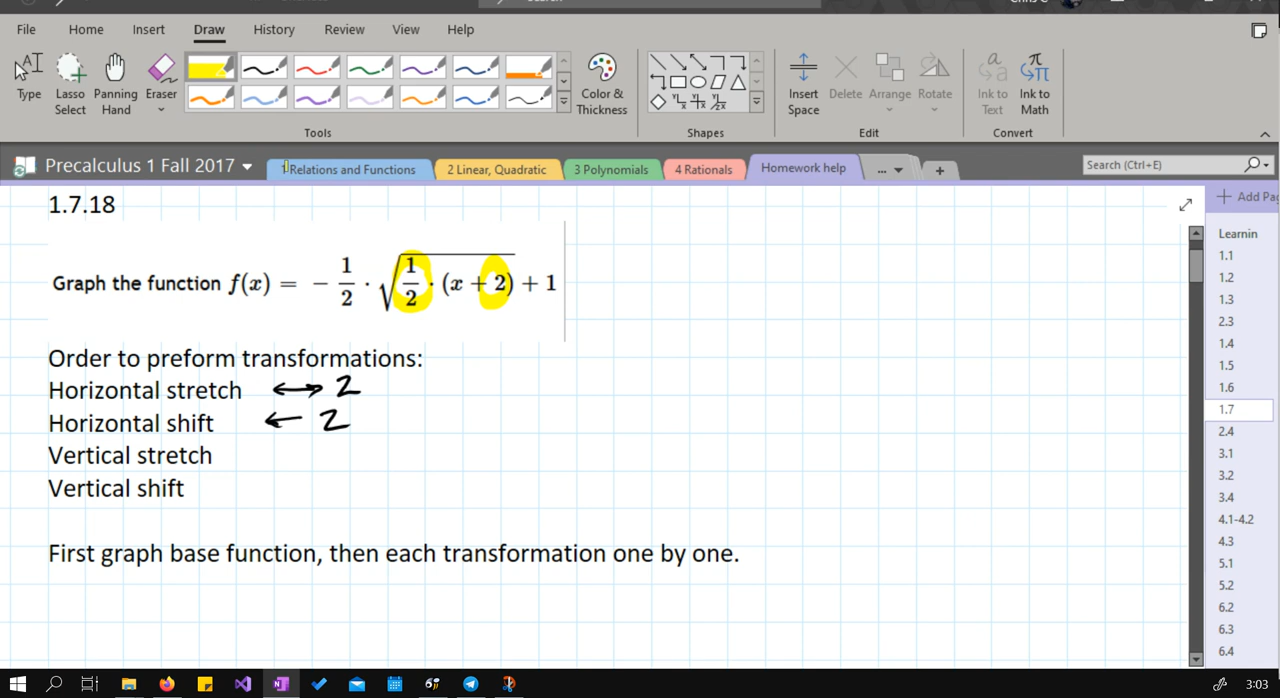 File Home Insert Draw History Review View Help
Type Lasso Select Panning Hand Eraser Color & Thickness Insert Space Delete Arrange Rotate Ink to Text Ink to Math
Tools Shapes Edit Convert
Precalculus 1 Fall 2017 1 Relations and Functions 2 Linear, Quadratic 3 Polynomials 4 Rationals Homework help ... + Search (Ctrl+E)
1.7.18
Graph the function f(x) = − 1/2 · √(1/2 · (x + 2)) + 1
Order to preform transformations:
Horizontal stretch ↔ 2
Horizontal shift ← 2
Vertical stretch
Vertical shift
First graph base function, then each transformation one by one.
+ Add Pag
Learnin
1.1
1.2
1.3
2.3
1.4
1.5
1.6
1.7
2.4
3.1
3.2
3.4
4.1-4.2
4.3
5.1
5.2
6.2
6.3
6.4
3:03